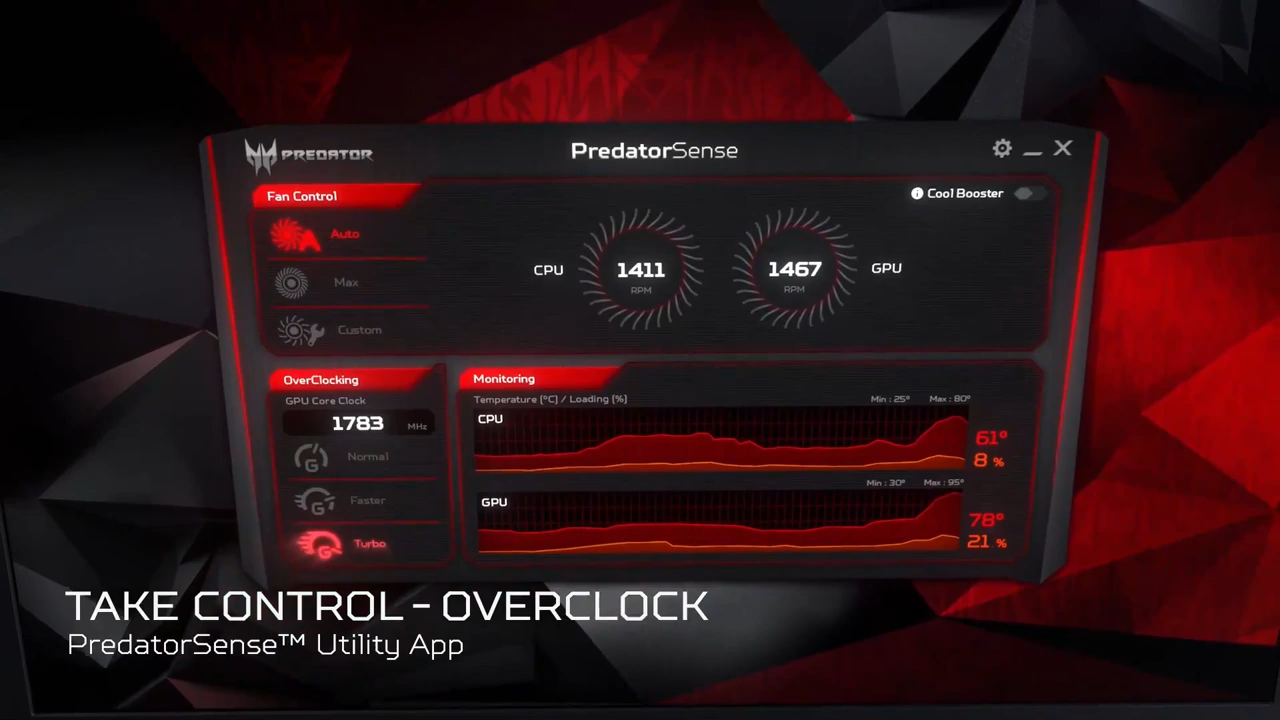 PREDATOR
PredatorSense
Fan Control
Cool Booster
Auto
Max
Custom
CPU
1411
RPM
1467
RPM
GPU
OverClocking
GPU Core Clock
1783 MHz
Normal
Faster
Turbo
Monitoring
Temperature (°C) / Loading (%)
Min : 25° Max : 80°
CPU
61°
8 %
Min : 30° Max : 95°
GPU
78°
21 %
TAKE CONTROL - OVERCLOCK
PredatorSense™ Utility App